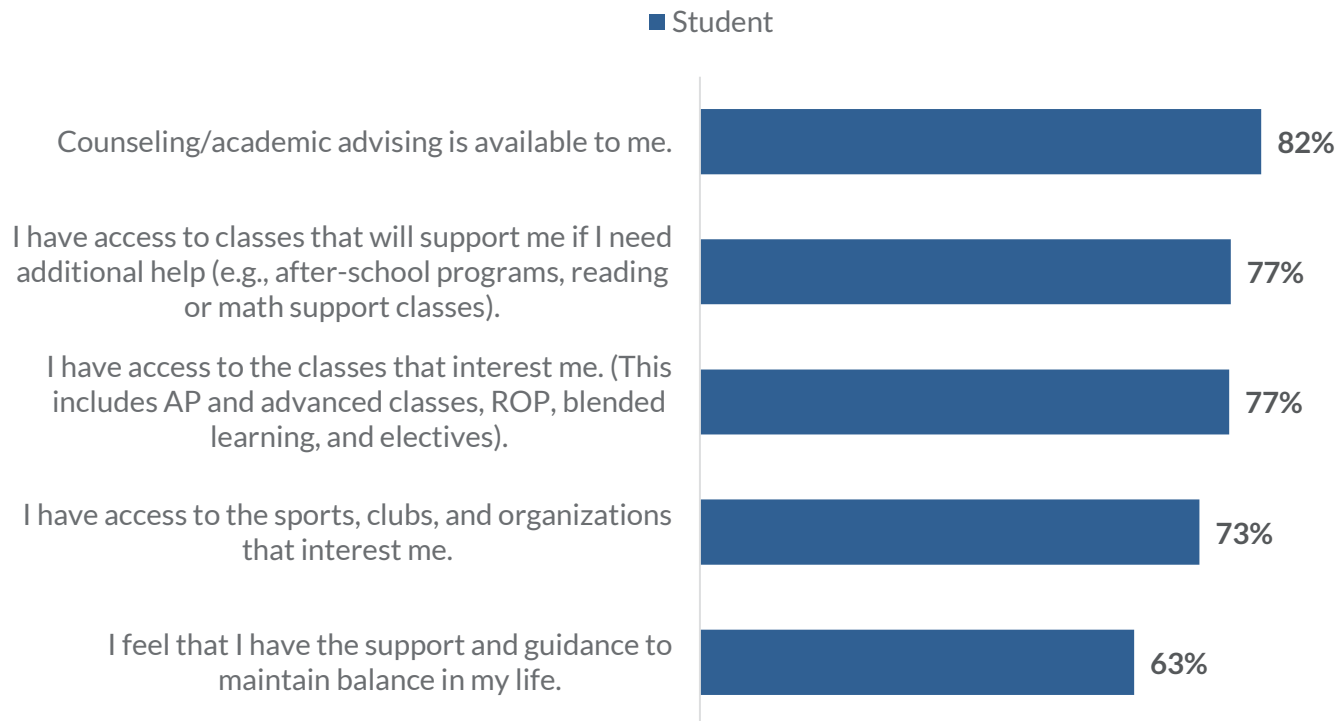 Student
Counseling/academic advising is available to me.
82%
I have access to classes that will support me if I need
additional help (e.g., after-school programs, reading
or math support classes).
77%
I have access to the classes that interest me. (This
includes AP and advanced classes, ROP, blended
learning, and electives).
77%
I have access to the sports, clubs, and organizations
that interest me.
73%
I feel that I have the support and guidance to
maintain balance in my life.
63%